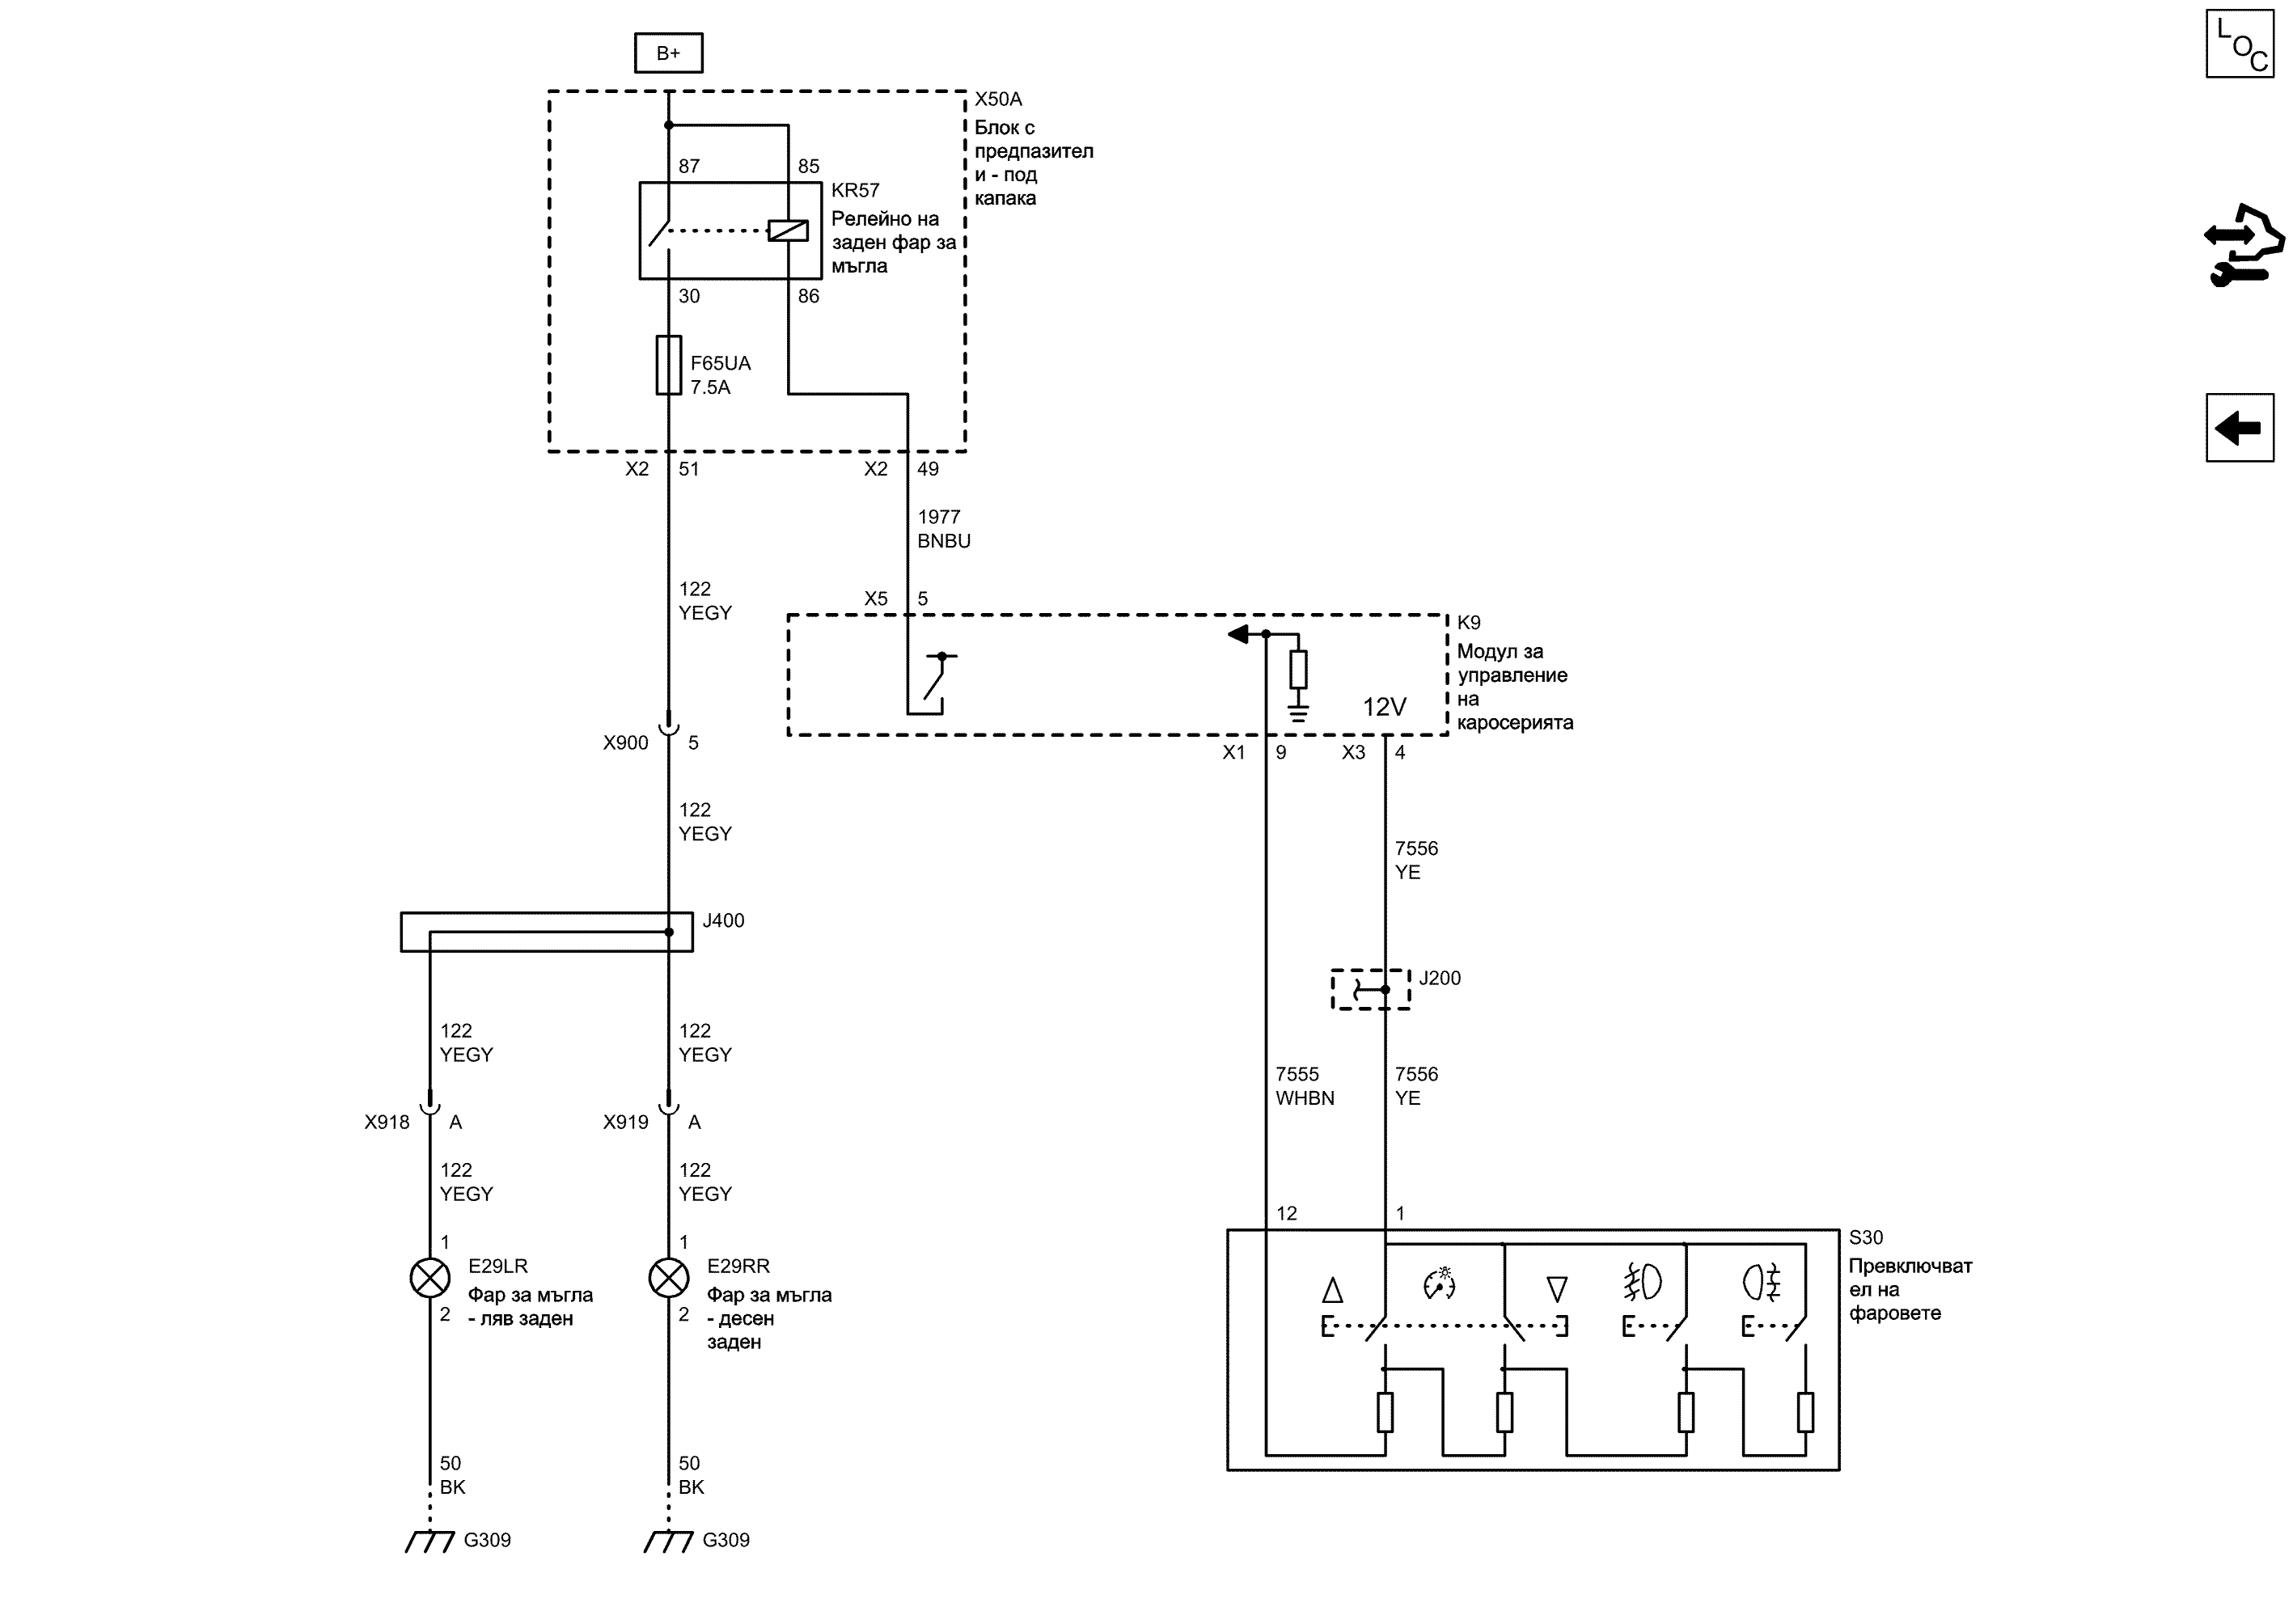 B+
LOC
X50A
Блок с
предпазител
и - под
капака
87
85
KR57
Релейно на
заден фар за
мъгла
30
86
F65UA
7.5A
X2
51
X2
49
1977
BNBU
122
YEGY
X5
5
K9
Модул за
управление
на
каросерията
12V
X900
5
X1
9
X3
4
122
YEGY
7556
YE
J400
J200
122
YEGY
122
YEGY
7555
WHBN
7556
YE
X918
A
X919
A
122
YEGY
122
YEGY
12
1
1
1
S30
Превключват
ел на
фаровете
E29LR
Фар за мъгла
- ляв заден
2
E29RR
Фар за мъгла
- десен
заден
2
50
BK
50
BK
G309
G309